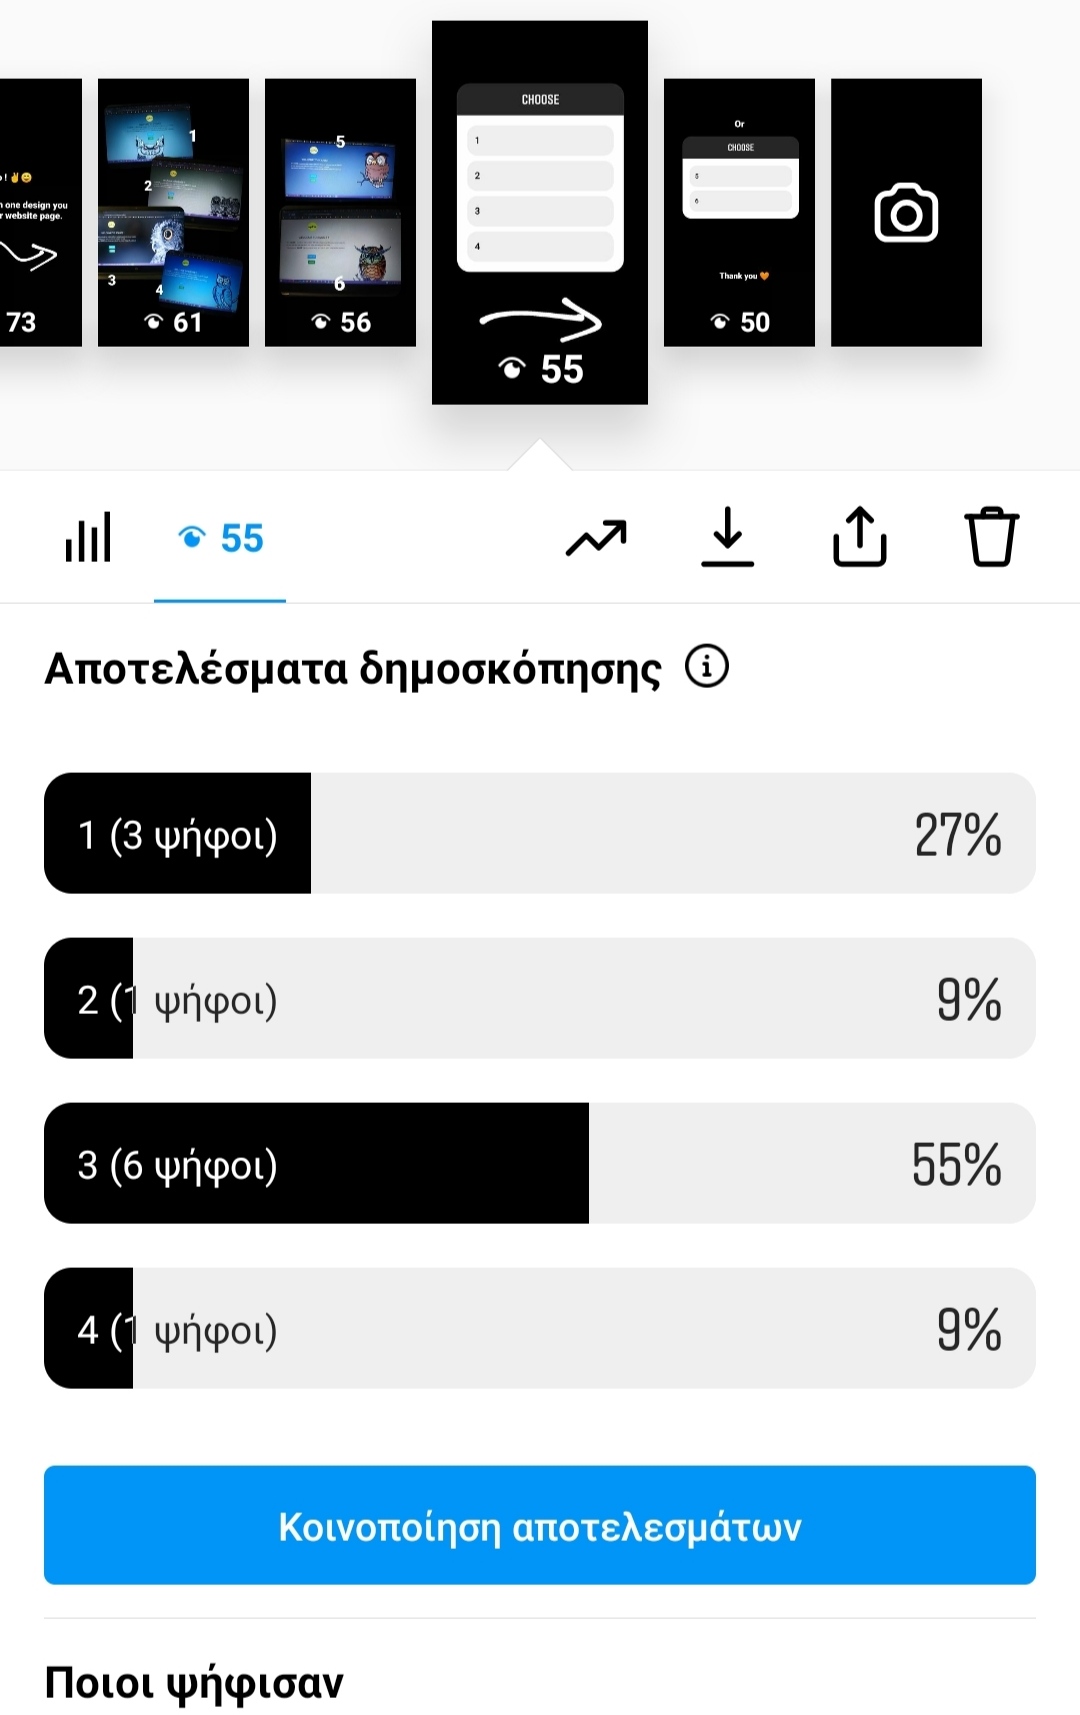 ! ✌😊
one design you
r website page.
73
1
2
3
4
61
5
6
56
CHOOSE
1
2
3
4
55
Or
CHOOSE
5
6
Thank you 🧡
50
55
Αποτελέσματα δημοσκόπησης
1 (3 ψήφοι)
27%
2 (1 ψήφοι)
9%
3 (6 ψήφοι)
55%
4 (1 ψήφοι)
9%
Κοινοποίηση αποτελεσμάτων
Ποιοι ψήφισαν